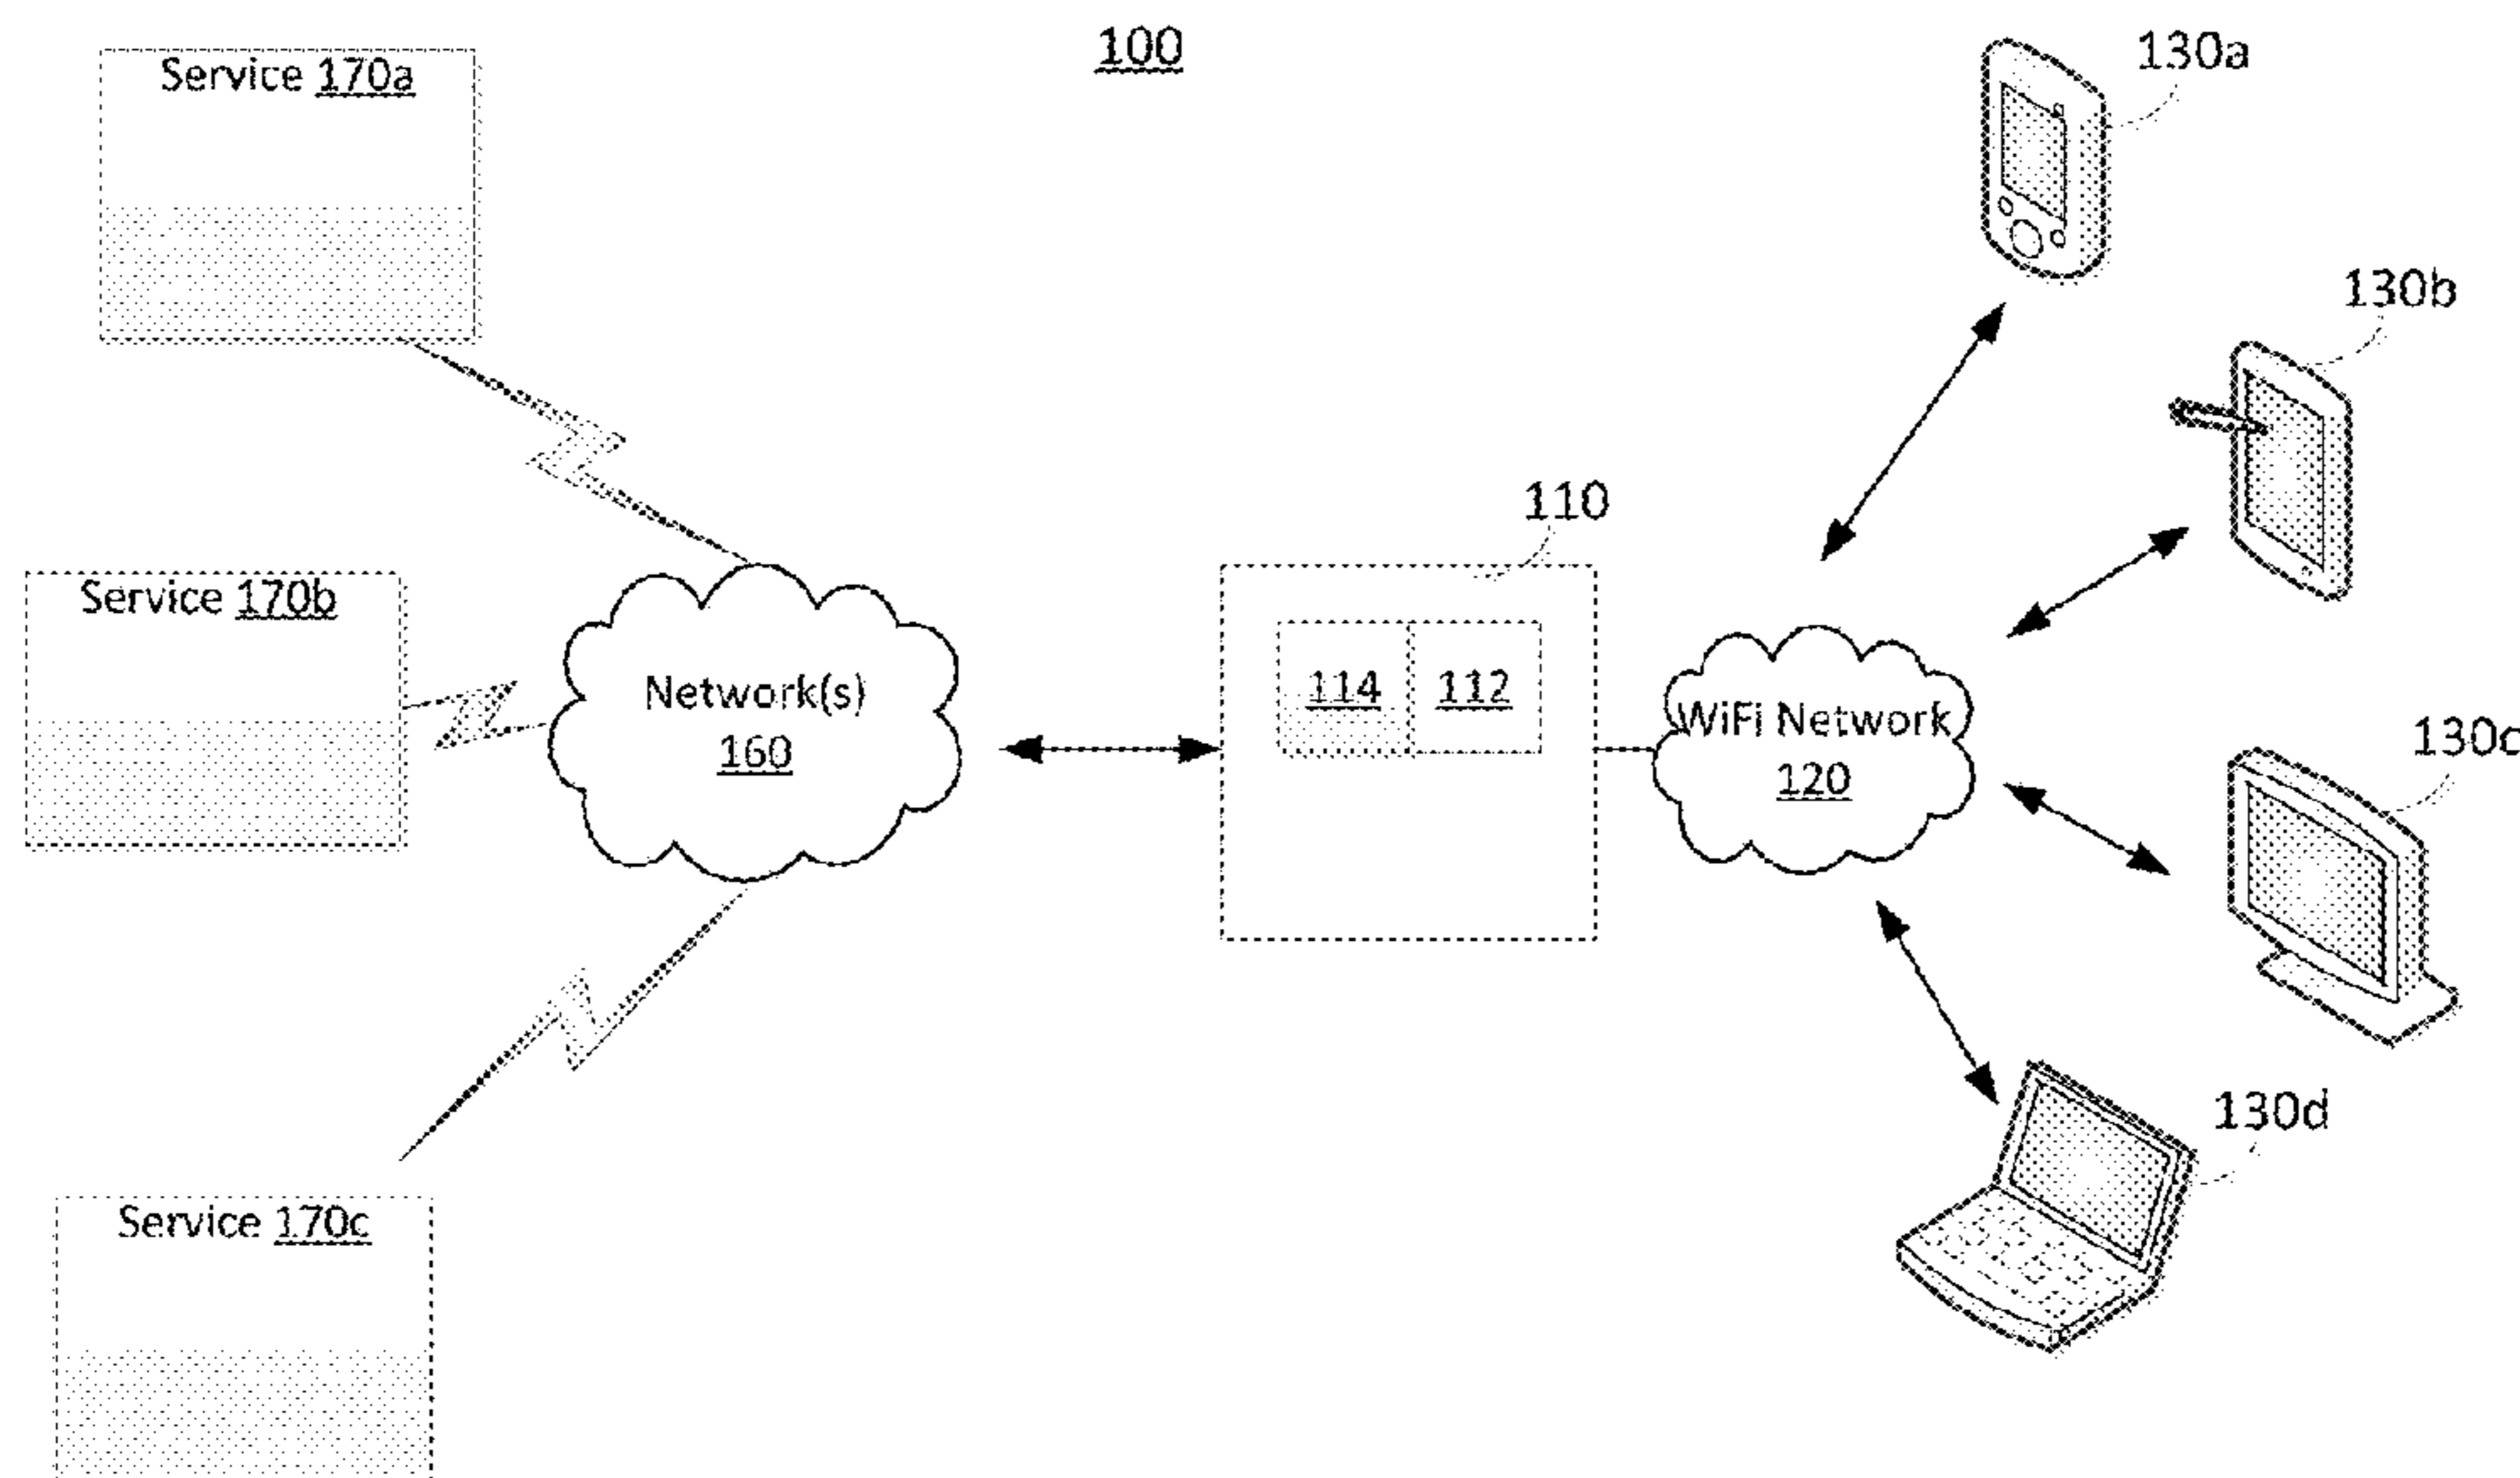 100
Service 170a
130a
130b
110
Service 170b
Network(s)
160
114
112
WiFi Network
120
130c
130d
Service 170c